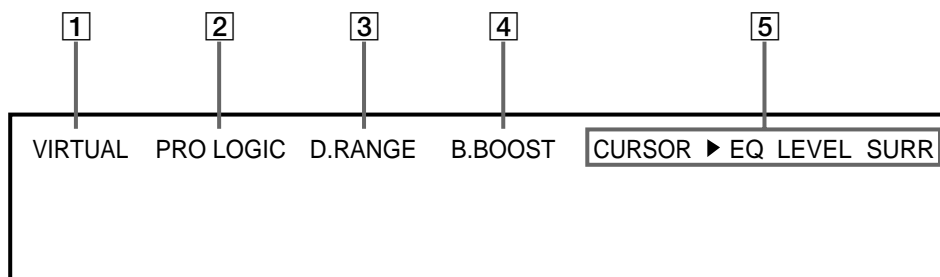 1 2 3 4 5
VIRTUAL PRO LOGIC D.RANGE B.BOOST CURSOR ▶ EQ LEVEL SURR